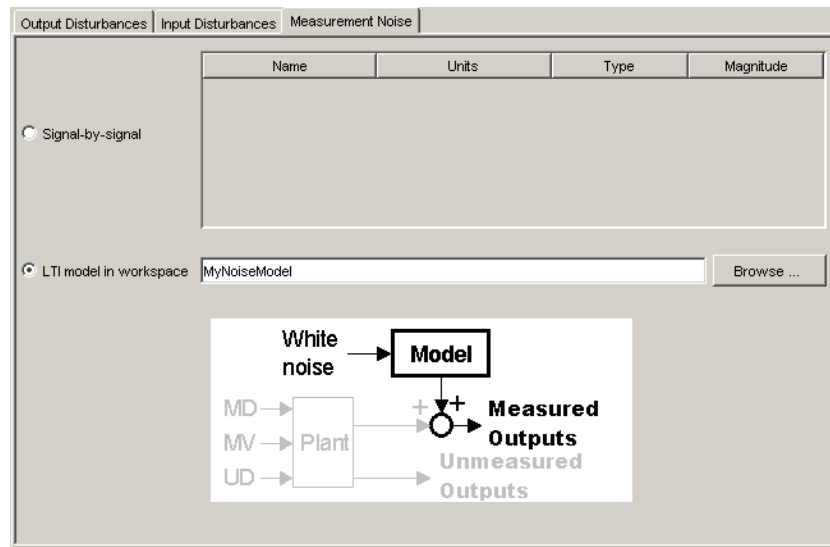 Output Disturbances Input Disturbances Measurement Noise
Name Units Type Magnitude
Signal-by-signal
LTI model in workspace MyNoiseModel Browse ...
White
noise
Model
MD
MV
UD
Plant
+ +
Measured
Outputs
Unmeasured
Outputs